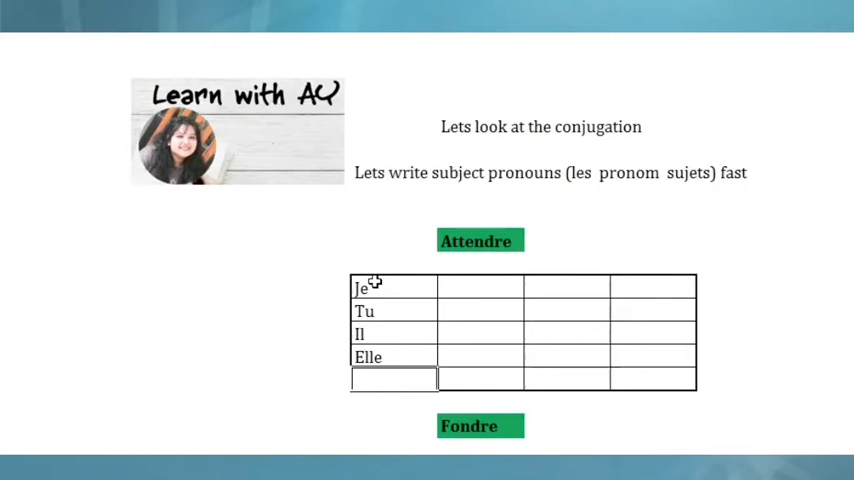 Learn with AQ
Lets look at the conjugation
Lets write subject pronouns (les pronom sujets) fast
Attendre
Je
Tu
Il
Elle
Fondre